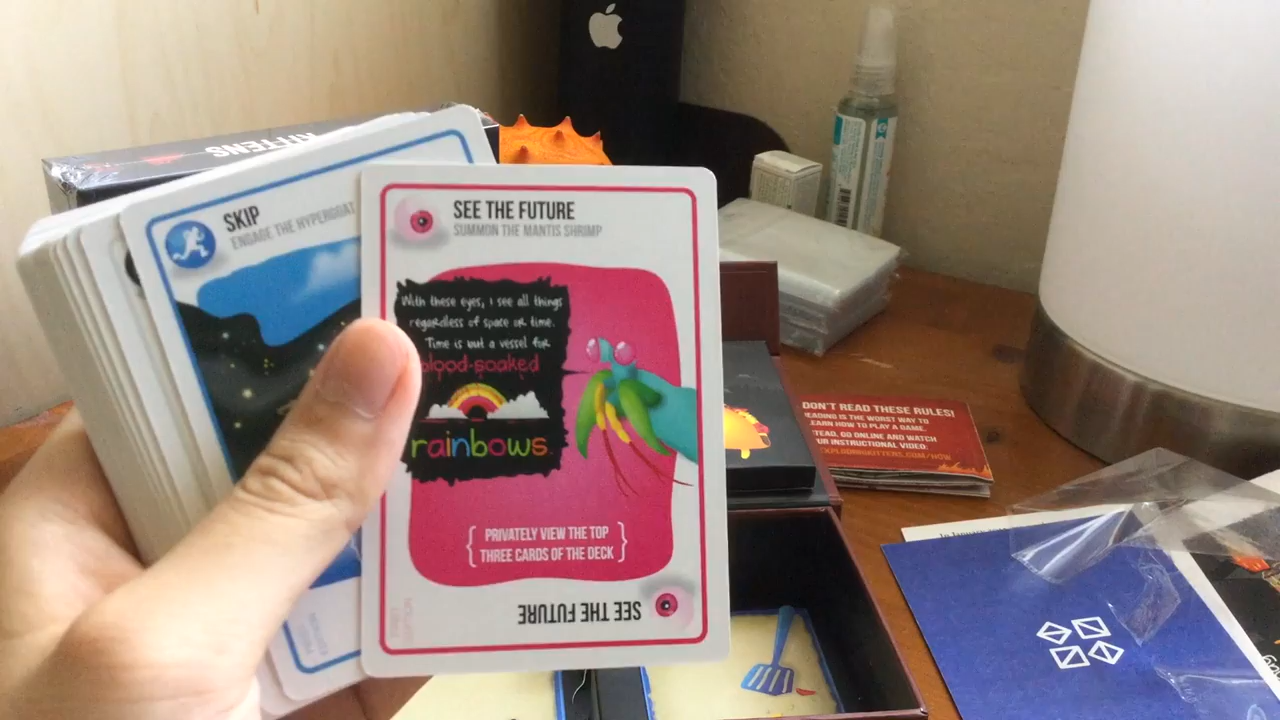 KITTENS
SKIP
ENGAGE THE
SEE THE FUTURE
SUMMON THE MANTIS SHRIMP
With these eyes, I see all things
regardless of space or time.
Time is but a vessel for
blood-soaked
rainbows.
{ PRIVATELY VIEW THE TOP
THREE CARDS OF THE DECK }
SEE THE FUTURE
FIRST
EDITION
DON'T READ THESE RULES!
READING IS THE WORST WAY TO
LEARN HOW TO PLAY A GAME.
INSTEAD, GO ONLINE AND WATCH
OUR INSTRUCTIONAL VIDEO:
EXPLODINGKITTENS.COM/HOW